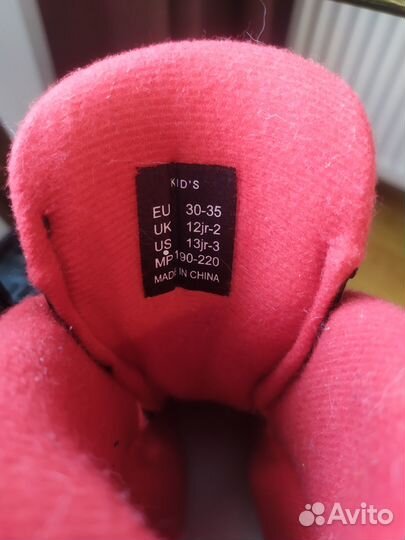 KID'S
EU 30-35
UK 12jr-2
US 13jr-3
MP 190-220
MADE IN CHINA
Avito